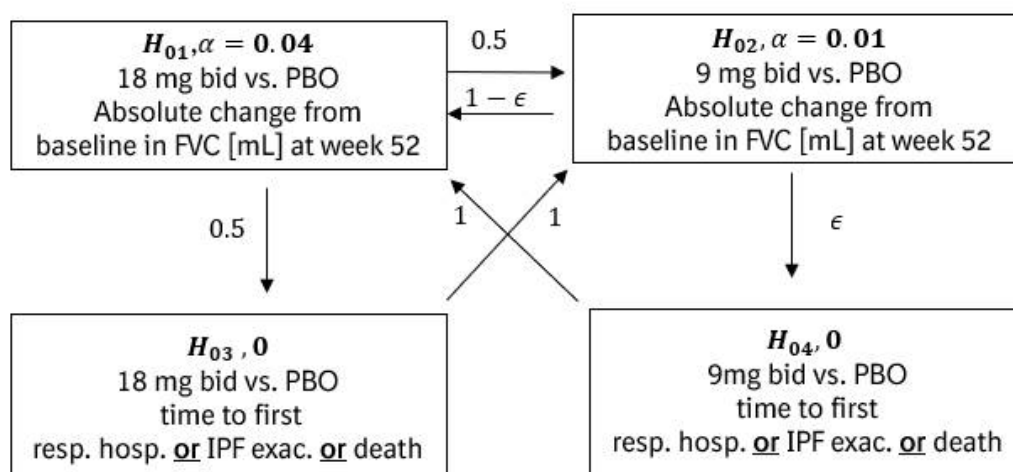 H₀₁, α = 0.04
18 mg bid vs. PBO
Absolute change from
baseline in FVC [mL] at week 52
0.5
1 − ϵ
H₀₂, α = 0.01
9 mg bid vs. PBO
Absolute change from
baseline in FVC [mL] at week 52
0.5
1
1
ϵ
H₀₃ , 0
18 mg bid vs. PBO
time to first
resp. hosp. or IPF exac. or death
H₀₄, 0
9mg bid vs. PBO
time to first
resp. hosp. or IPF exac. or death